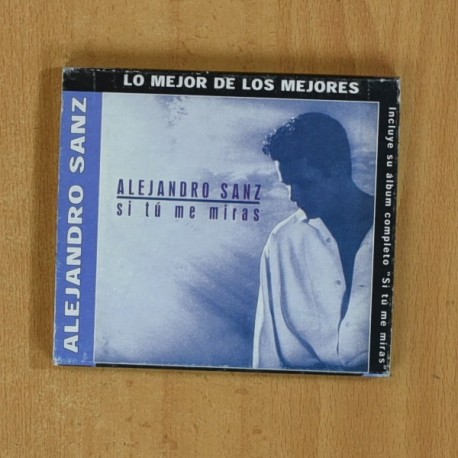 LO MEJOR DE LOS MEJORES
ALEJANDRO SANZ
ALEJANDRO SANZ
si tú me miras
Incluye su álbum completo "Si tú me miras"